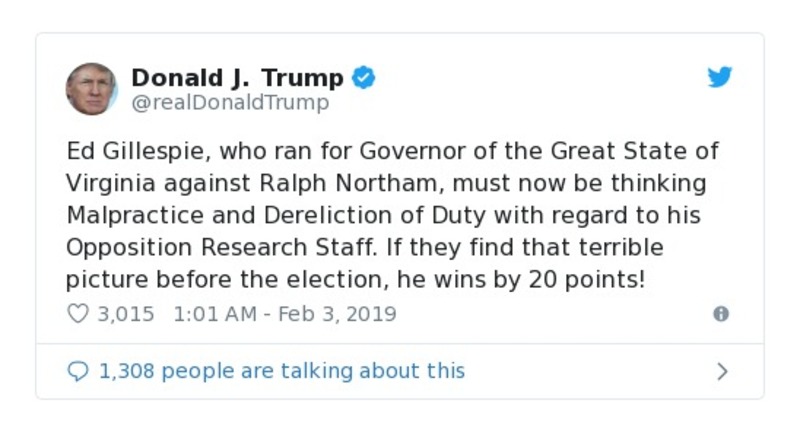 Donald J. Trump
@realDonaldTrump
Ed Gillespie, who ran for Governor of the Great State of
Virginia against Ralph Northam, must now be thinking
Malpractice and Dereliction of Duty with regard to his
Opposition Research Staff. If they find that terrible
picture before the election, he wins by 20 points!
3,015 1:01 AM - Feb 3, 2019
1,308 people are talking about this